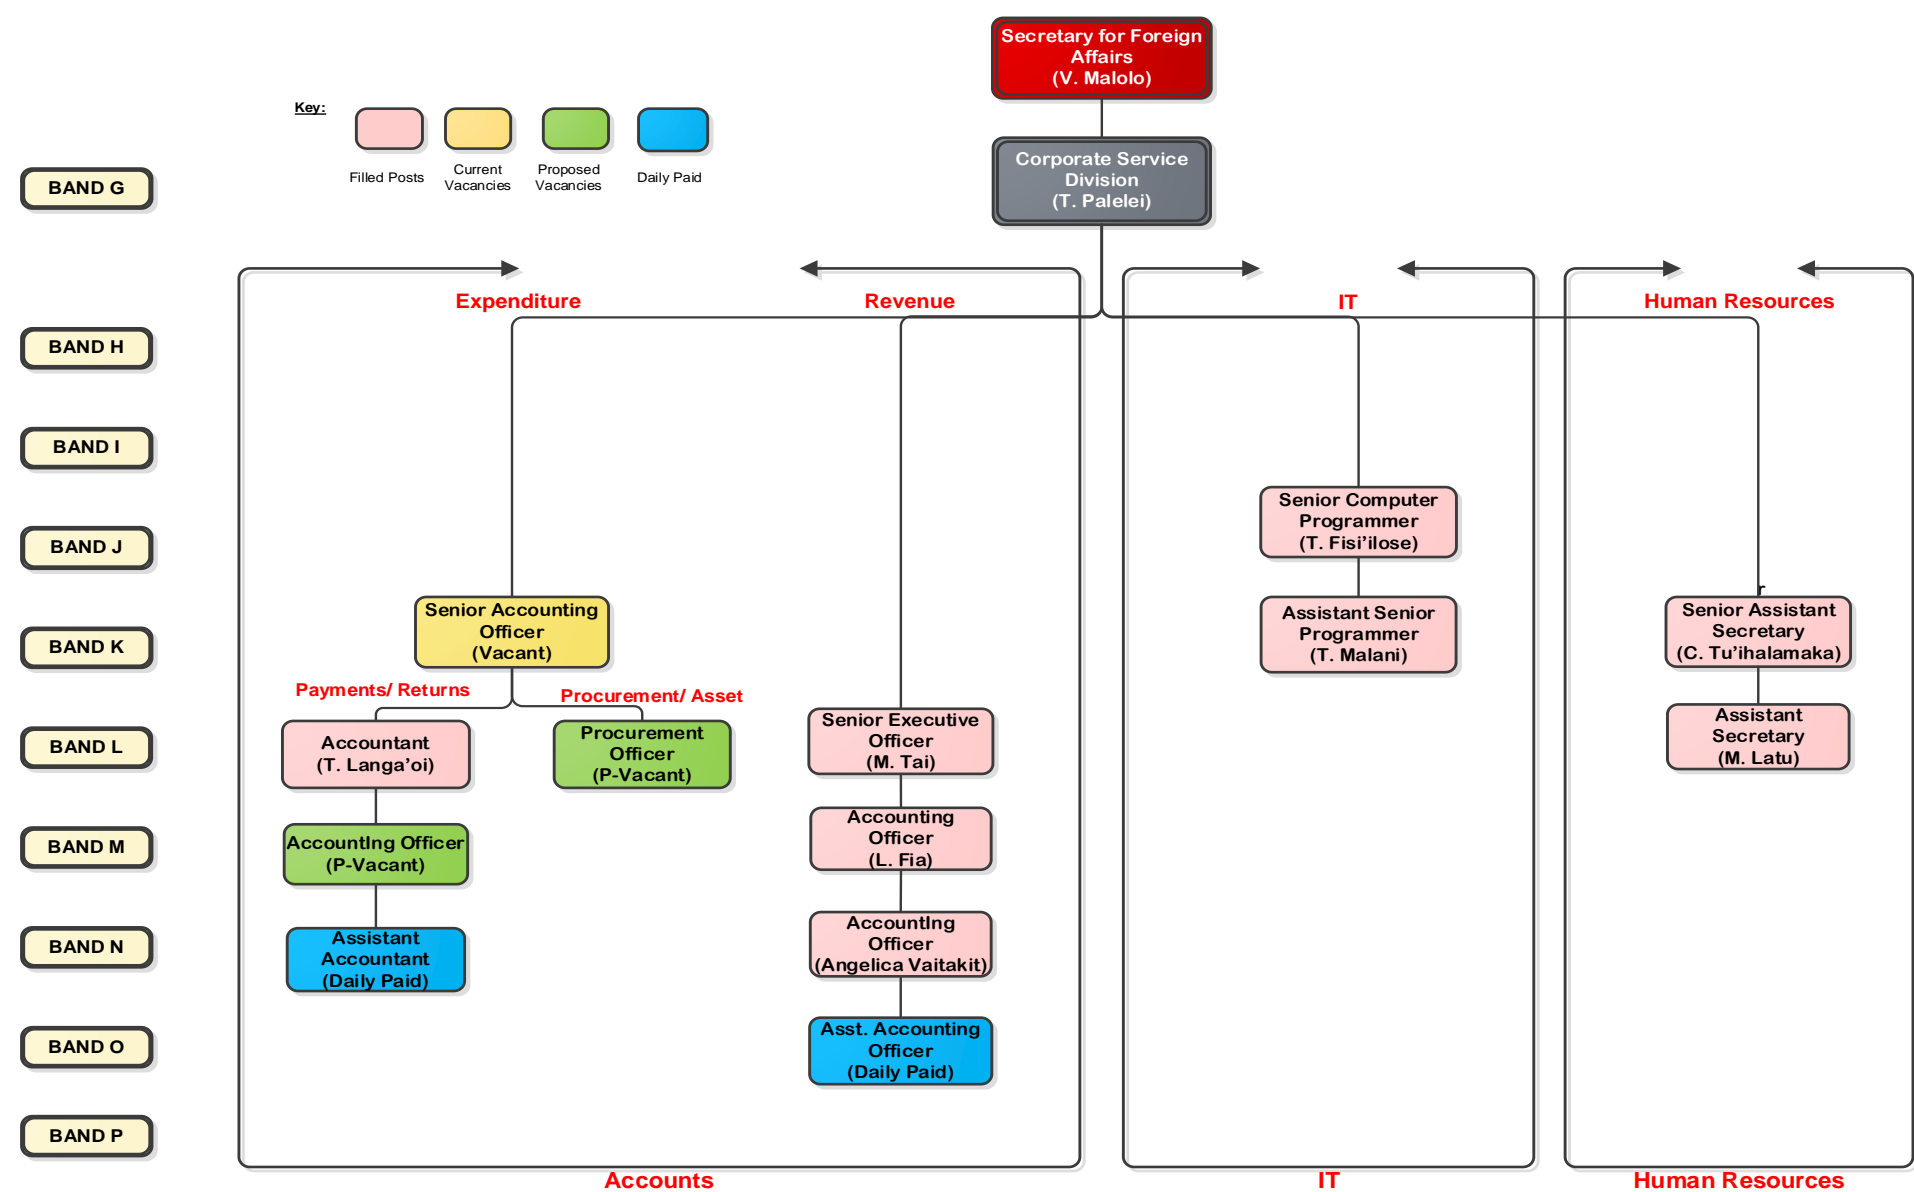 Secretary for Foreign
Affairs
(V. Malolo)
Key:
Filled Posts
Current
Vacancies
Proposed
Vacancies
Daily Paid
Corporate Service
Division
(T. Palelei)
BAND G
Expenditure
Revenue
IT
Human Resources
BAND H
BAND I
BAND J
Senior Computer
Programmer
(T. Fisi’ilose)
BAND K
Senior Accounting
Officer
(Vacant)
Assistant Senior
Programmer
(T. Malani)
r
Senior Assistant
Secretary
(C. Tu’ihalamaka)
Payments/ Returns
Procurement/ Asset
BAND L
Accountant
(T. Langa’oi)
Procurement
Officer
(P-Vacant)
Senior Executive
Officer
(M. Tai)
Assistant
Secretary
(M. Latu)
BAND M
AccountIng Officer
(P-Vacant)
Accounting
Officer
(L. Fia)
BAND N
Assistant
Accountant
(Daily Paid)
AccountIng
Officer
(Angelica Vaitakit)
BAND O
Asst. Accounting
Officer
(Daily Paid)
BAND P
Accounts
IT
Human Resources